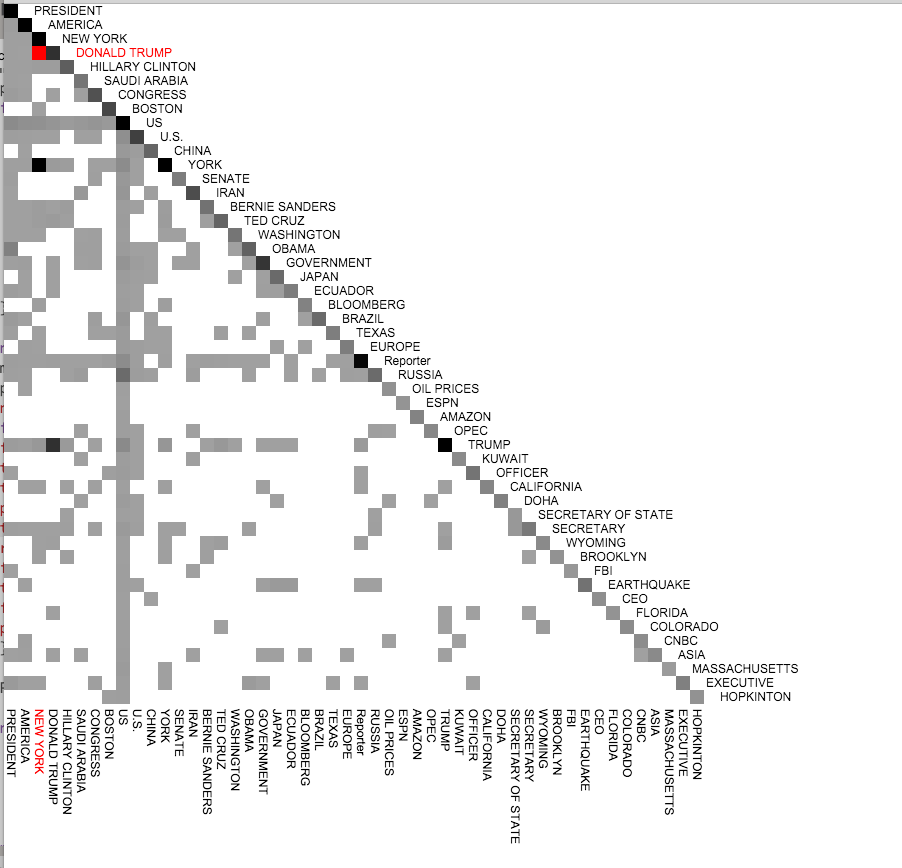 PRESIDENT
AMERICA
NEW YORK
DONALD TRUMP
HILLARY CLINTON
SAUDI ARABIA
CONGRESS
BOSTON
US
U.S.
CHINA
YORK
SENATE
IRAN
BERNIE SANDERS
TED CRUZ
WASHINGTON
OBAMA
GOVERNMENT
JAPAN
ECUADOR
BLOOMBERG
BRAZIL
TEXAS
EUROPE
Reporter
RUSSIA
OIL PRICES
ESPN
AMAZON
OPEC
TRUMP
KUWAIT
OFFICER
CALIFORNIA
DOHA
SECRETARY OF STATE
SECRETARY
WYOMING
BROOKLYN
FBI
EARTHQUAKE
CEO
FLORIDA
COLORADO
CNBC
ASIA
MASSACHUSETTS
EXECUTIVE
HOPKINTON
PRESIDENT
AMERICA
NEW YORK
DONALD TRUMP
HILLARY CLINTON
SAUDI ARABIA
CONGRESS
BOSTON
US
U.S.
CHINA
YORK
SENATE
IRAN
BERNIE SANDERS
TED CRUZ
WASHINGTON
OBAMA
GOVERNMENT
JAPAN
ECUADOR
BLOOMBERG
BRAZIL
TEXAS
EUROPE
Reporter
RUSSIA
OIL PRICES
ESPN
AMAZON
OPEC
TRUMP
KUWAIT
OFFICER
CALIFORNIA
DOHA
SECRETARY OF STATE
SECRETARY
WYOMING
BROOKLYN
FBI
EARTHQUAKE
CEO
FLORIDA
COLORADO
CNBC
ASIA
MASSACHUSETTS
EXECUTIVE
HOPKINTON